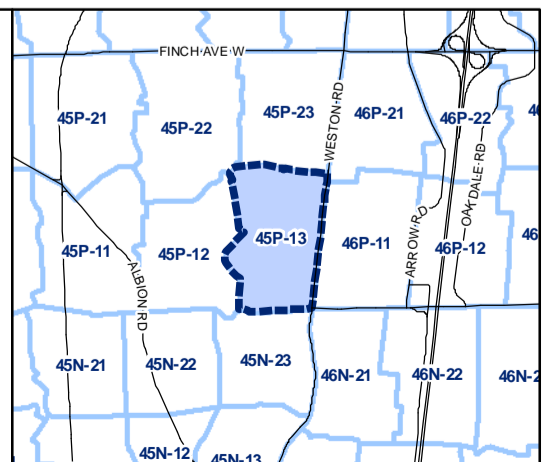 FINCH AVE W
45P-21
45P-22
45P-23
46P-21
46P-22
WESTON RD
OAKDALE RD
ARROW RD
45P-11
45P-12
45P-13
46P-11
46P-12
ALBION RD
45N-21
45N-22
45N-23
46N-21
46N-22
45N-12
45N-13